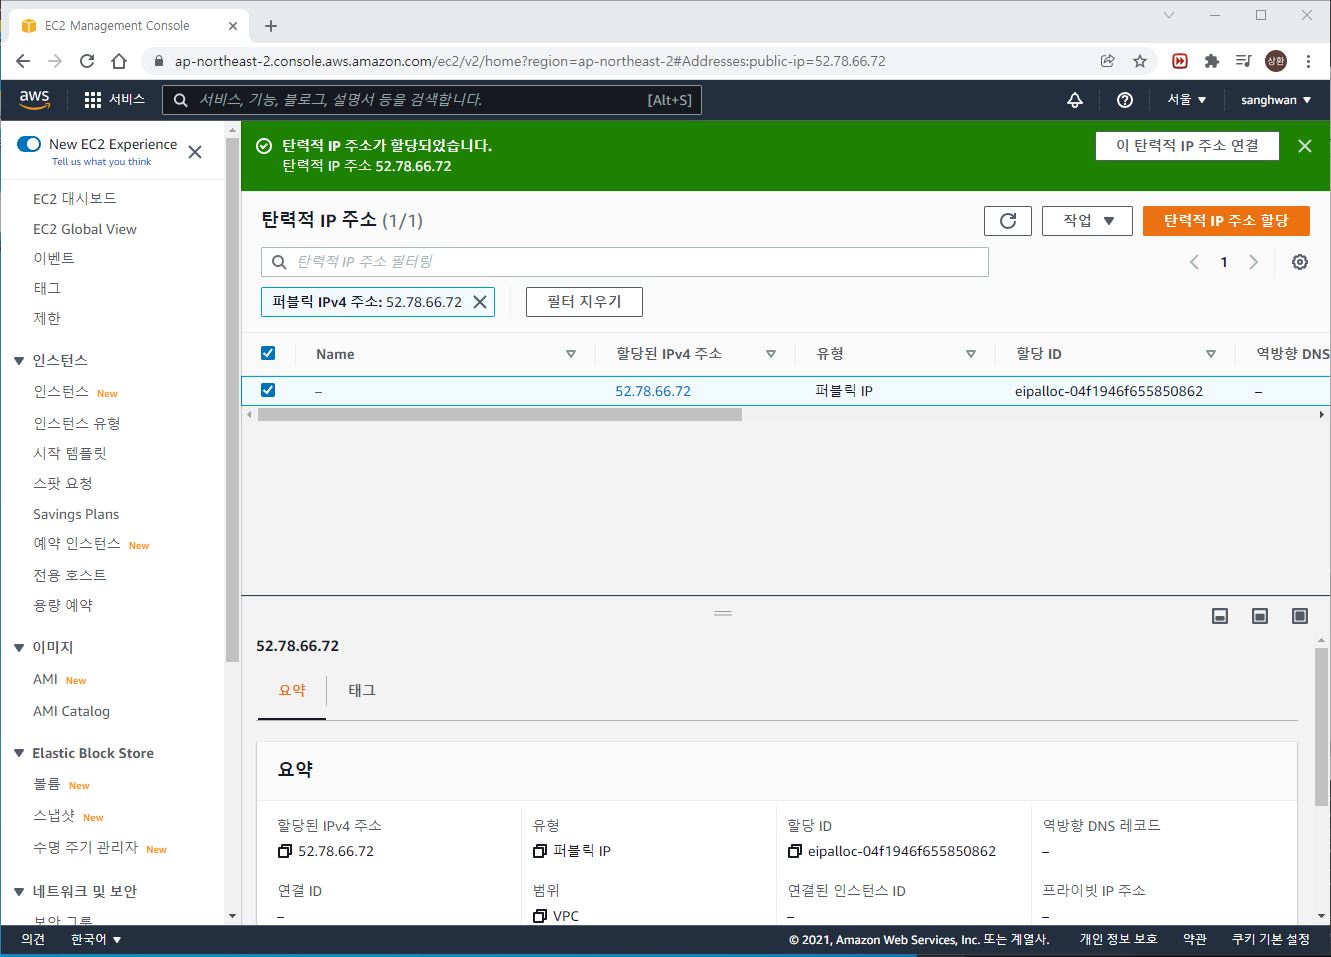 EC2 Management Console
ap-northeast-2.console.aws.amazon.com/ec2/v2/home?region=ap-northeast-2#Addresses:public-ip=52.78.66.72
상환
aws
서비스
서비스, 기능, 블로그, 설명서 등을 검색합니다.
[Alt+S]
서울
sanghwan
New EC2 Experience
Tell us what you think
EC2 대시보드
EC2 Global View
이벤트
태그
제한
인스턴스
인스턴스 New
인스턴스 유형
시작 템플릿
스팟 요청
Savings Plans
예약 인스턴스 New
전용 호스트
용량 예약
이미지
AMI New
AMI Catalog
Elastic Block Store
볼륨 New
스냅샷 New
수명 주기 관리자 New
네트워크 및 보안
보안 그룹
탄력적 IP 주소가 할당되었습니다.
탄력적 IP 주소 52.78.66.72
이 탄력적 IP 주소 연결
탄력적 IP 주소 (1/1)
작업
탄력적 IP 주소 할당
탄력적 IP 주소 필터링
1
퍼블릭 IPv4 주소: 52.78.66.72
필터 지우기
Name 할당된 IPv4 주소 유형 할당 ID 역방향 DNS
– 52.78.66.72 퍼블릭 IP eipalloc-04f1946f655850862 –
52.78.66.72
요약 태그
요약
할당된 IPv4 주소
52.78.66.72
유형
퍼블릭 IP
할당 ID
eipalloc-04f1946f655850862
역방향 DNS 레코드
–
연결 ID
–
범위
VPC
연결된 인스턴스 ID
–
프라이빗 IP 주소
–
의견 한국어
© 2021, Amazon Web Services, Inc. 또는 계열사. 개인 정보 보호 약관 쿠키 기본 설정